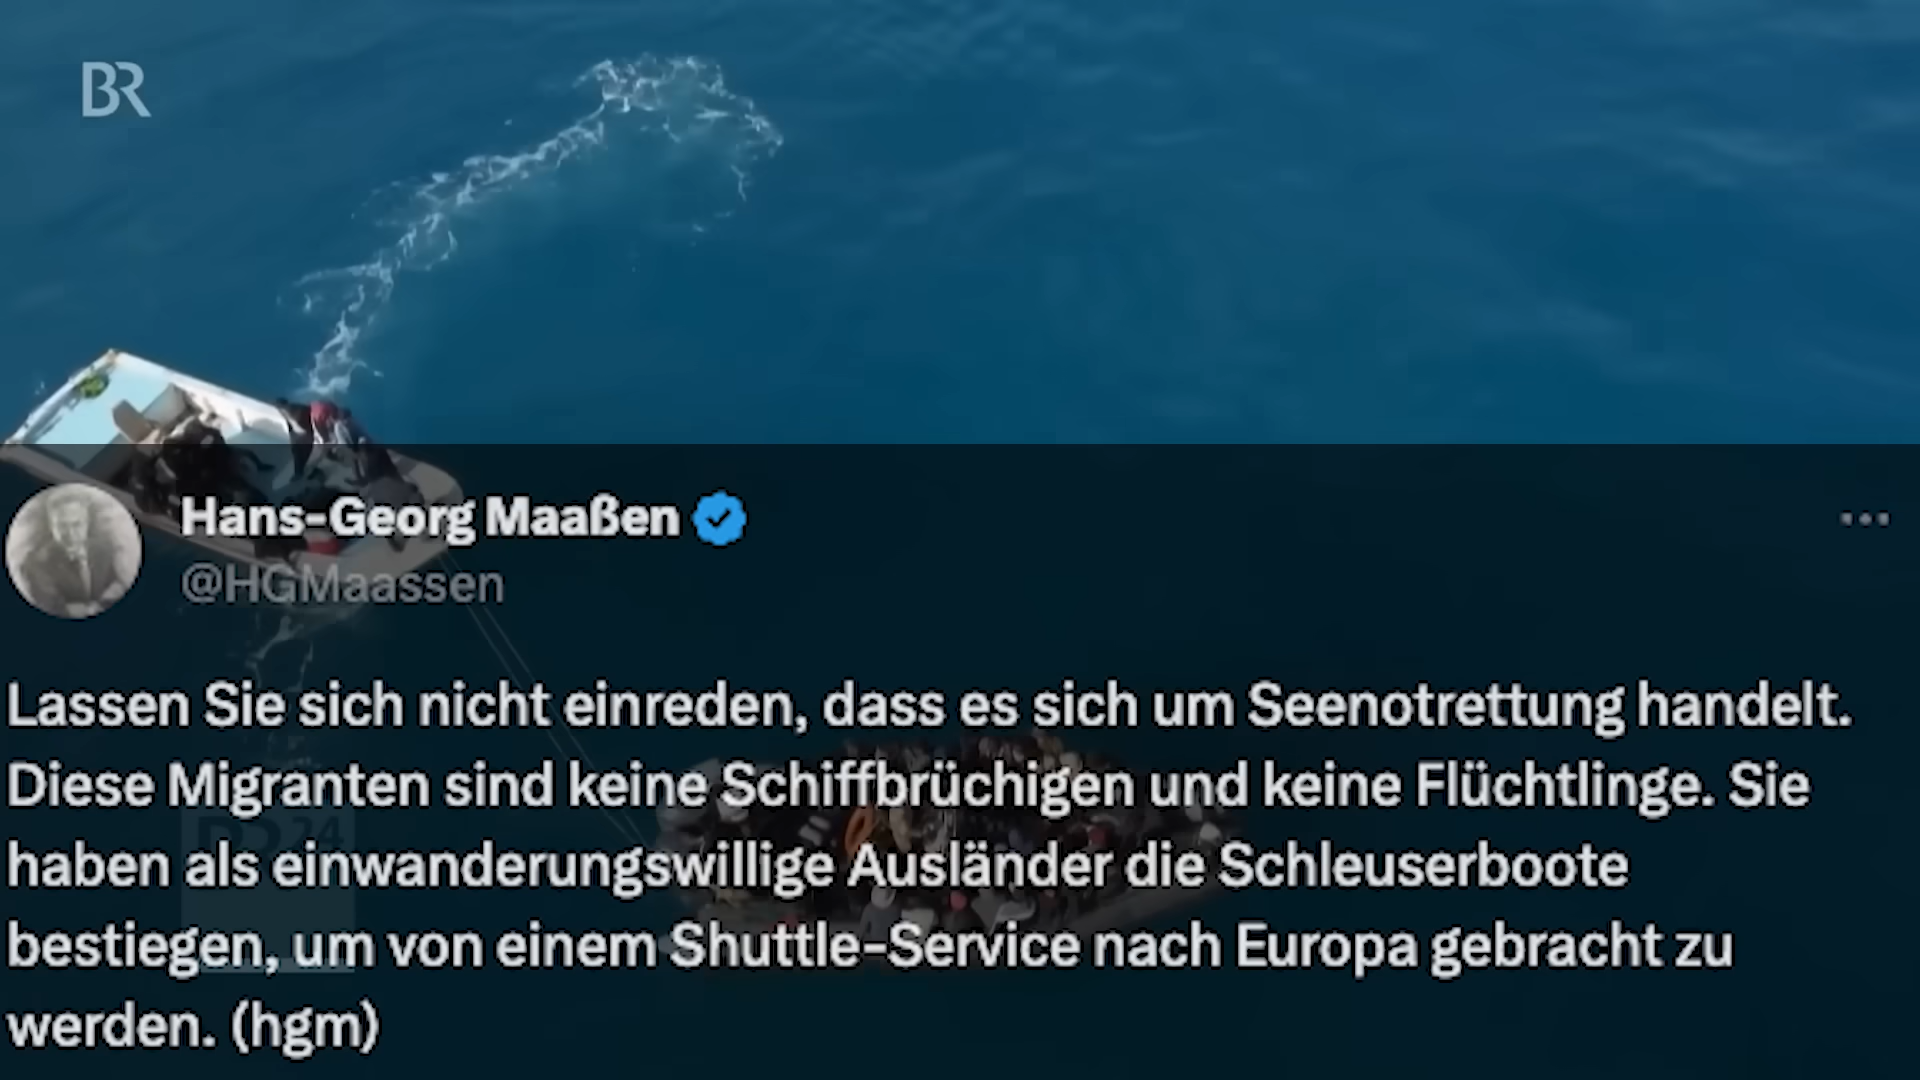 BR
Hans-Georg Maaßen
@HGMaassen
Lassen Sie sich nicht einreden, dass es sich um Seenotrettung handelt.
Diese Migranten sind keine Schiffbrüchigen und keine Flüchtlinge. Sie
BR24
haben als einwanderungswillige Ausländer die Schleuserboote
bestiegen, um von einem Shuttle-Service nach Europa gebracht zu
werden. (hgm)